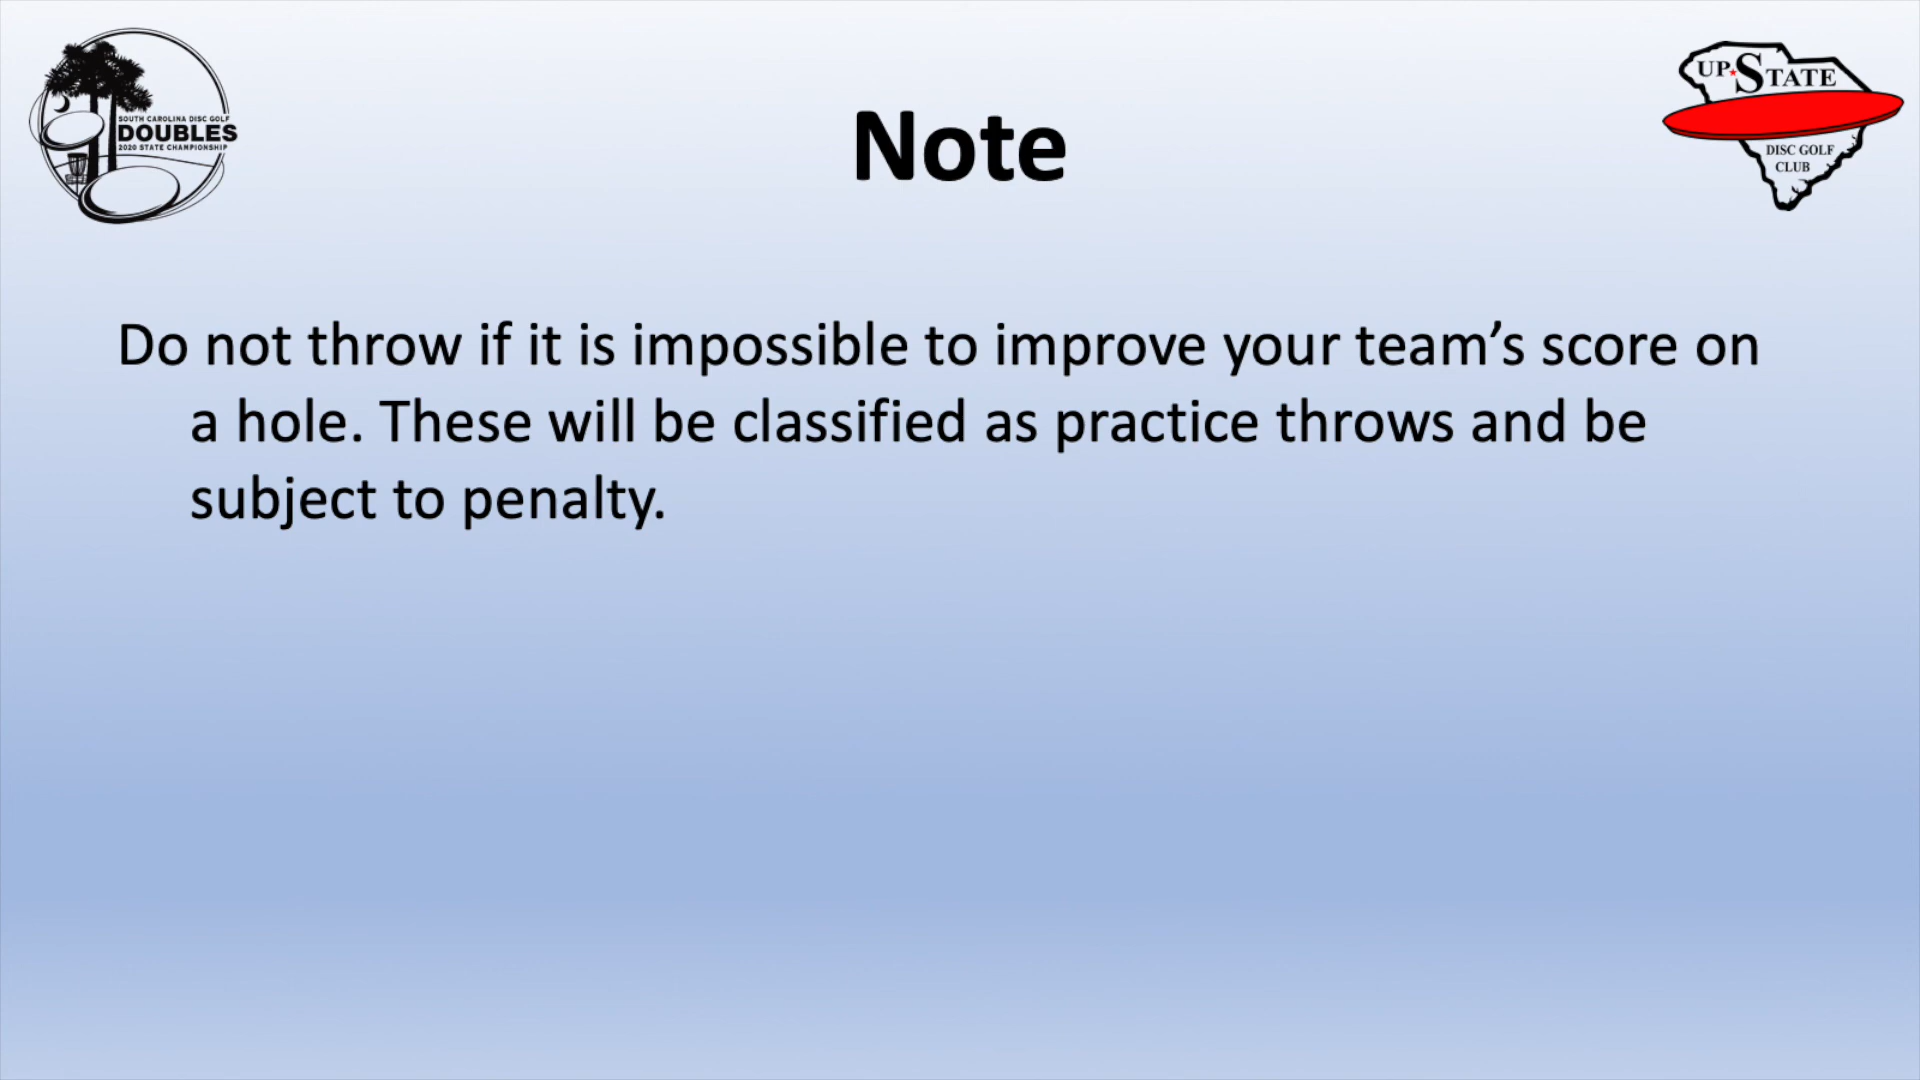 SOUTH CAROLINA DISC GOLF
DOUBLES
2020 STATE CHAMPIONSHIP
UP★STATE
DISC GOLF
CLUB
Note
Do not throw if it is impossible to improve your team’s score on
a hole. These will be classified as practice throws and be
subject to penalty.